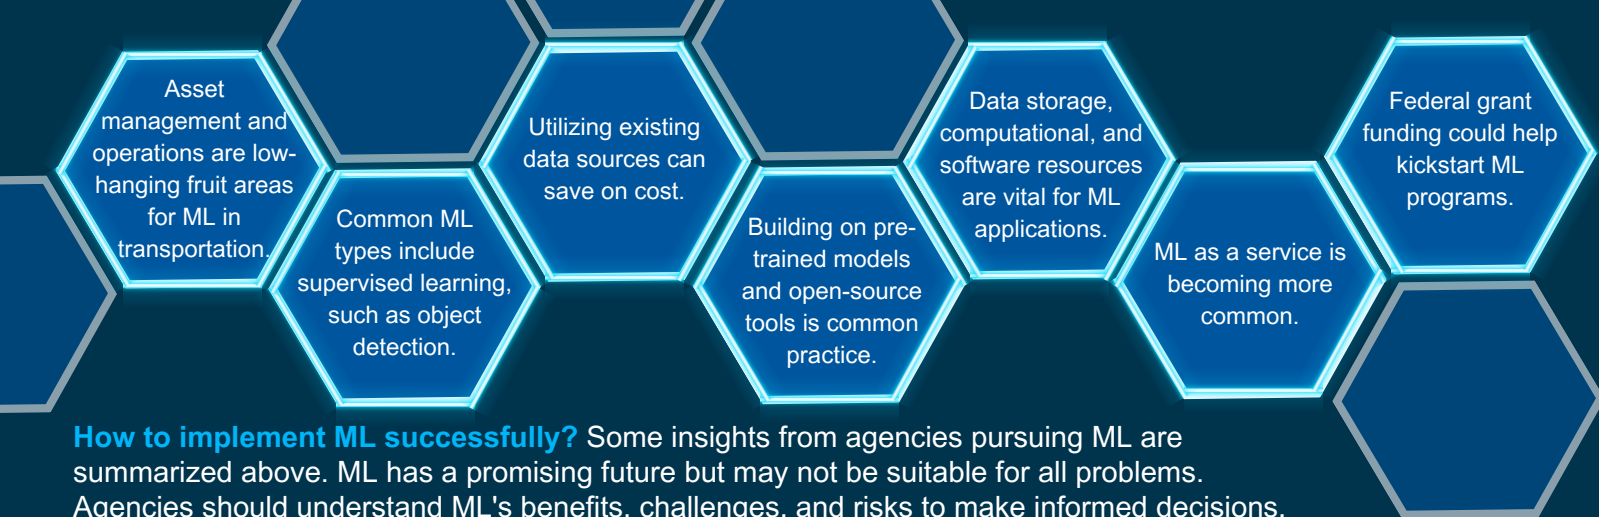 Asset
management and
operations are low-
hanging fruit areas
for ML in
transportation.
Common ML
types include
supervised learning,
such as object
detection.
Utilizing existing
data sources can
save on cost.
Building on pre-
trained models
and open-source
tools is common
practice.
Data storage,
computational, and
software resources
are vital for ML
applications.
ML as a service is
becoming more
common.
Federal grant
funding could help
kickstart ML
programs.
How to implement ML successfully? Some insights from agencies pursuing ML are
summarized above. ML has a promising future but may not be suitable for all problems.
Agencies should understand ML's benefits, challenges, and risks to make informed decisions.